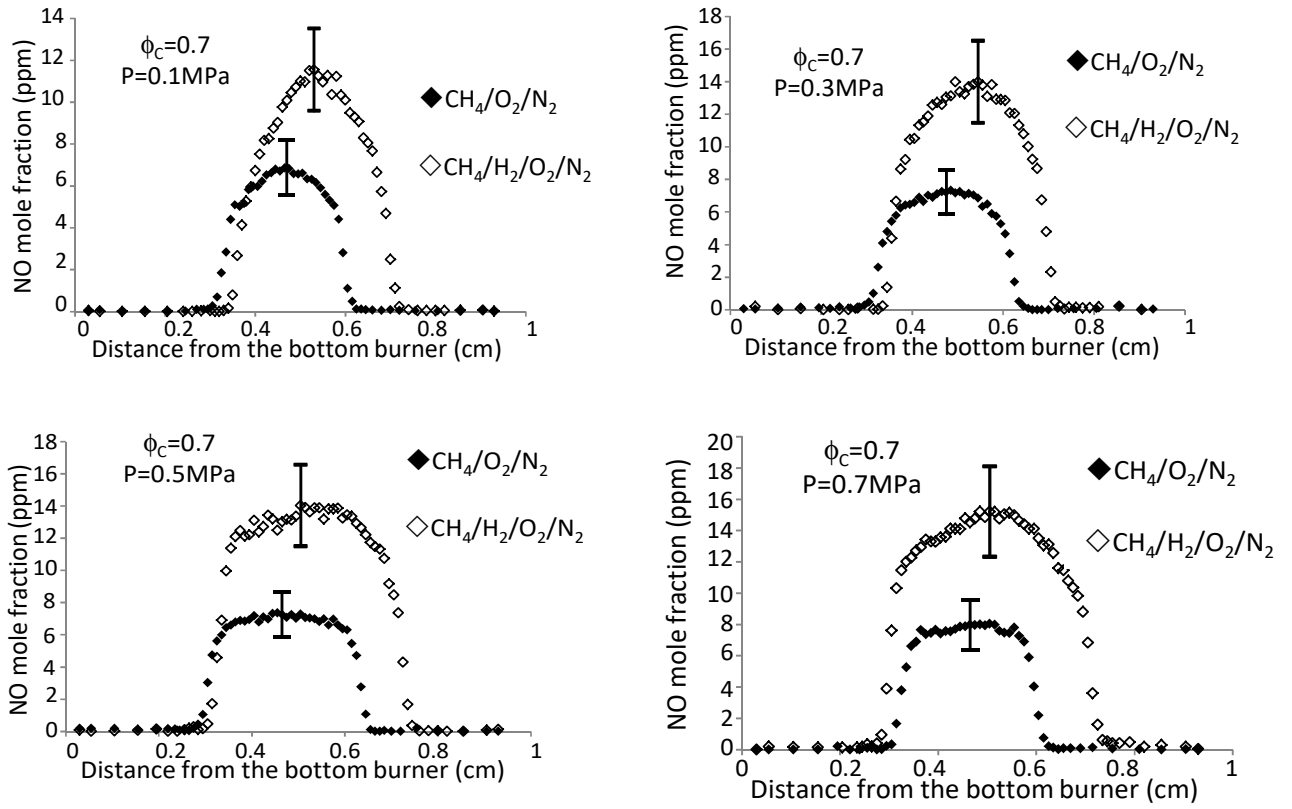 NO mole fraction (ppm)
14
12
10
8
6
4
2
0
ϕC=0.7
P=0.1MPa
CH4/O2/N2
CH4/H2/O2/N2
0 0.2 0.4 0.6 0.8 1
Distance from the bottom burner (cm)
NO mole fraction (ppm)
18
16
14
12
10
8
6
4
2
0
ϕC=0.7
P=0.3MPa
CH4/O2/N2
CH4/H2/O2/N2
0 0.2 0.4 0.6 0.8 1
Distance from the bottom burner (cm)
NO mole fraction (ppm)
18
16
14
12
10
8
6
4
2
0
ϕC=0.7
P=0.5MPa
CH4/O2/N2
CH4/H2/O2/N2
0 0.2 0.4 0.6 0.8 1
Distance from the bottom burner (cm)
NO mole fraction (ppm)
20
18
16
14
12
10
8
6
4
2
0
ϕC=0.7
P=0.7MPa
CH4/O2/N2
CH4/H2/O2/N2
0 0.2 0.4 0.6 0.8 1
Distance from the bottom burner (cm)